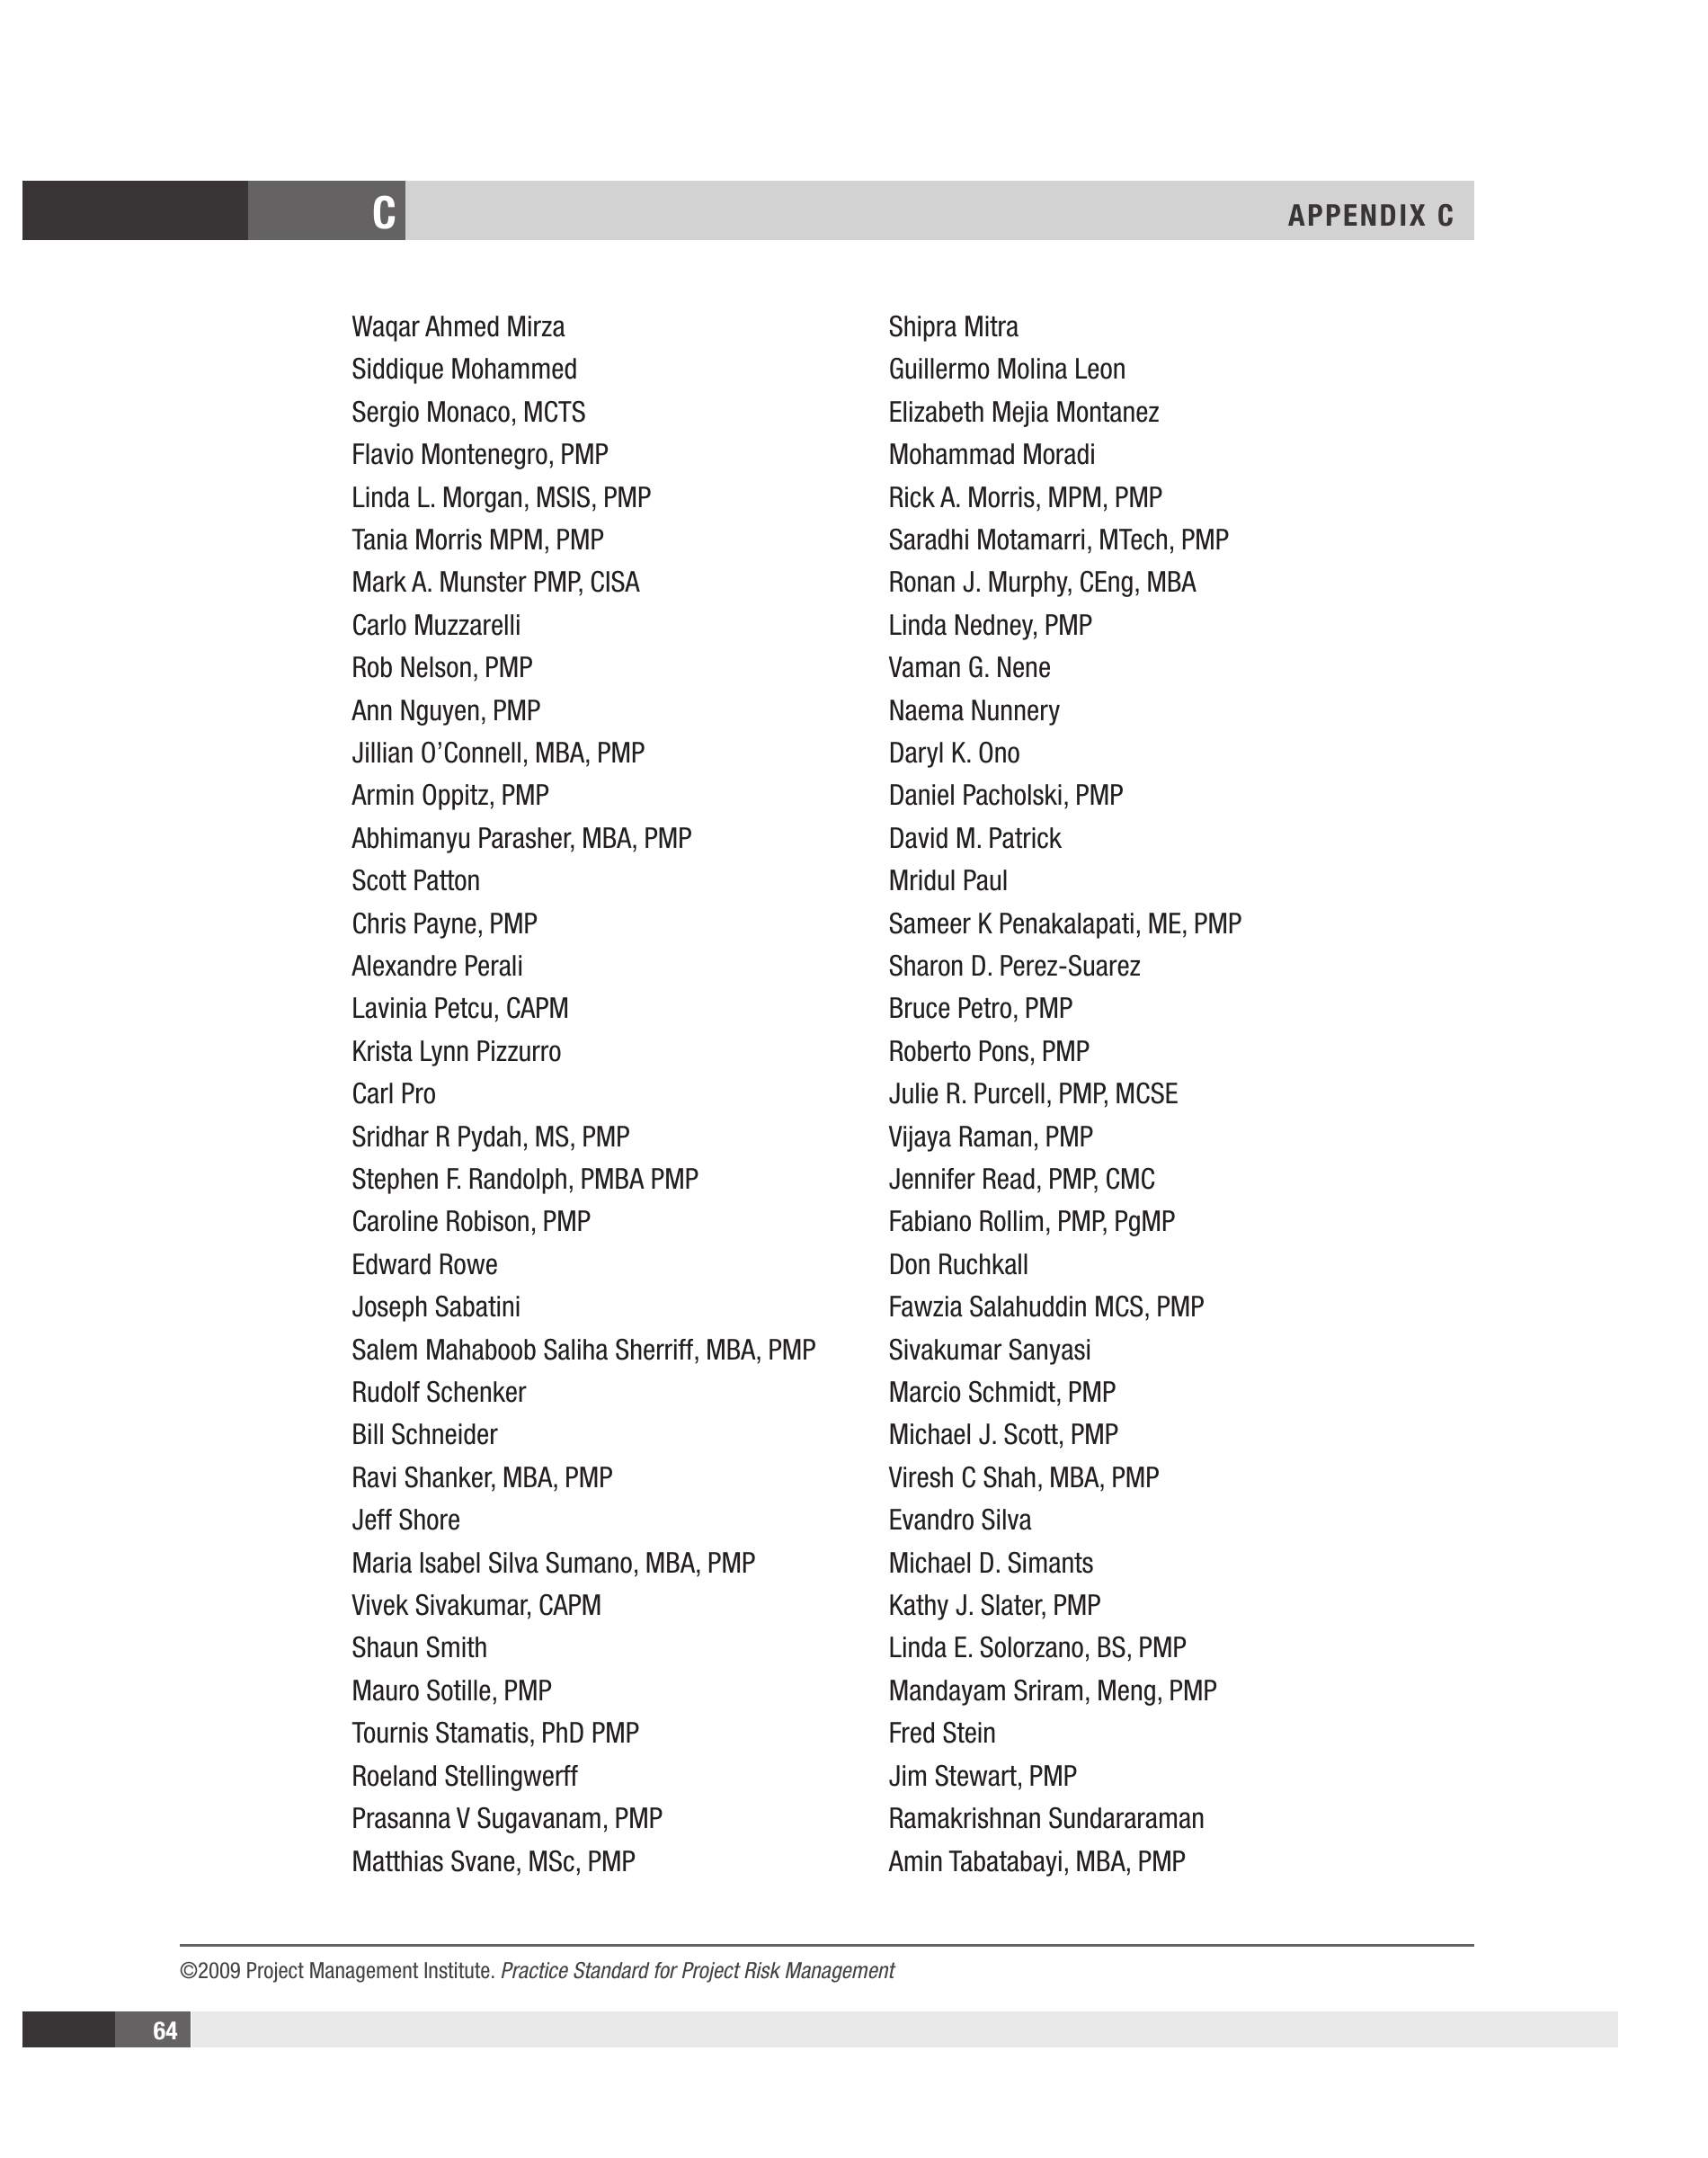 C
APPENDIX C
Waqar Ahmed Mirza
Siddique Mohammed
Sergio Monaco, MCTS
Flavio Montenegro, PMP
Linda L. Morgan, MSIS, PMP
Tania Morris MPM, PMP
Mark A. Munster PMP, CISA
Carlo Muzzarelli
Rob Nelson, PMP
Ann Nguyen, PMP
Jillian O’Connell, MBA, PMP
Armin Oppitz, PMP
Abhimanyu Parasher, MBA, PMP
Scott Patton
Chris Payne, PMP
Alexandre Perali
Lavinia Petcu, CAPM
Krista Lynn Pizzurro
Carl Pro
Sridhar R Pydah, MS, PMP
Stephen F. Randolph, PMBA PMP
Caroline Robison, PMP
Edward Rowe
Joseph Sabatini
Salem Mahaboob Saliha Sherriff, MBA, PMP
Rudolf Schenker
Bill Schneider
Ravi Shanker, MBA, PMP
Jeff Shore
Maria Isabel Silva Sumano, MBA, PMP
Vivek Sivakumar, CAPM
Shaun Smith
Mauro Sotille, PMP
Tournis Stamatis, PhD PMP
Roeland Stellingwerff
Prasanna V Sugavanam, PMP
Matthias Svane, MSc, PMP
Shipra Mitra
Guillermo Molina Leon
Elizabeth Mejia Montanez
Mohammad Moradi
Rick A. Morris, MPM, PMP
Saradhi Motamarri, MTech, PMP
Ronan J. Murphy, CEng, MBA
Linda Nedney, PMP
Vaman G. Nene
Naema Nunnery
Daryl K. Ono
Daniel Pacholski, PMP
David M. Patrick
Mridul Paul
Sameer K Penakalapati, ME, PMP
Sharon D. Perez-Suarez
Bruce Petro, PMP
Roberto Pons, PMP
Julie R. Purcell, PMP, MCSE
Vijaya Raman, PMP
Jennifer Read, PMP, CMC
Fabiano Rollim, PMP, PgMP
Don Ruchkall
Fawzia Salahuddin MCS, PMP
Sivakumar Sanyasi
Marcio Schmidt, PMP
Michael J. Scott, PMP
Viresh C Shah, MBA, PMP
Evandro Silva
Michael D. Simants
Kathy J. Slater, PMP
Linda E. Solorzano, BS, PMP
Mandayam Sriram, Meng, PMP
Fred Stein
Jim Stewart, PMP
Ramakrishnan Sundararaman
Amin Tabatabayi, MBA, PMP
©2009 Project Management Institute. Practice Standard for Project Risk Management
64